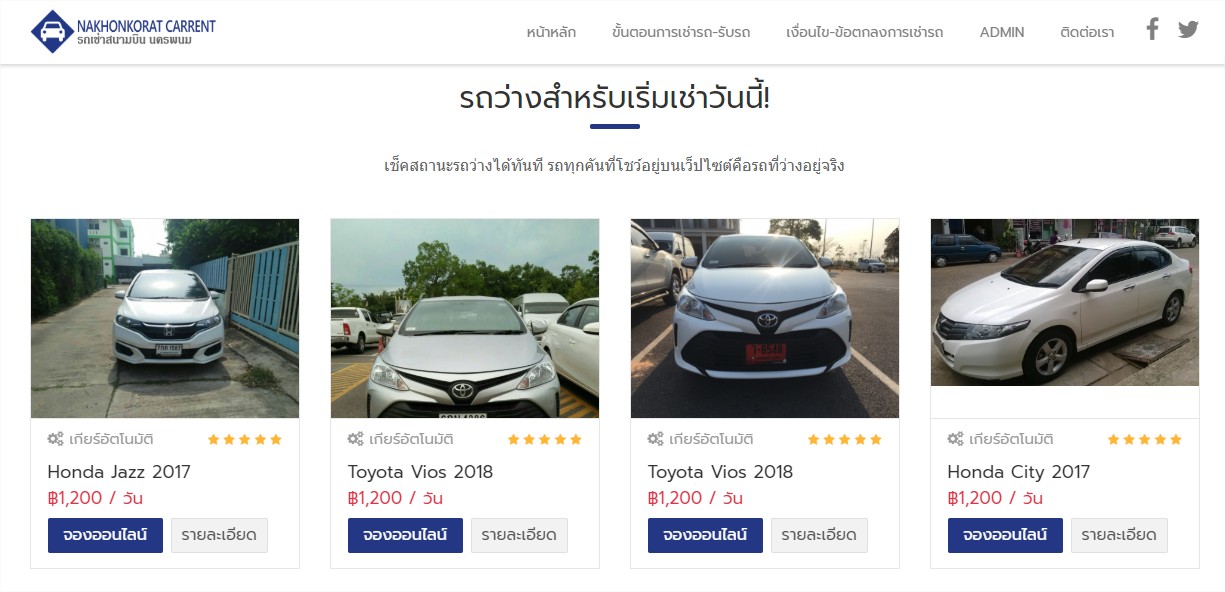 NAKHONKORAT CARRENT
รถเช่าสนามบิน นครพนม
หน้าหลัก
ขั้นตอนการเช่ารถ-รับรถ
เงื่อนไข-ข้อตกลงการเช่ารถ
ADMIN
ติดต่อเรา
รถว่างสำหรับเริ่มเช่าวันนี้!
เช็คสถานะรถว่างได้ทันที รถทุกคันที่โชว์อยู่บนเว็ปไซต์คือรถที่ว่างอยู่จริง
เกียร์อัตโนมัติ
Honda Jazz 2017
฿1,200 / วัน
จองออนไลน์
รายละเอียด
เกียร์อัตโนมัติ
Toyota Vios 2018
฿1,200 / วัน
จองออนไลน์
รายละเอียด
เกียร์อัตโนมัติ
Toyota Vios 2018
฿1,200 / วัน
จองออนไลน์
รายละเอียด
เกียร์อัตโนมัติ
Honda City 2017
฿1,200 / วัน
จองออนไลน์
รายละเอียด